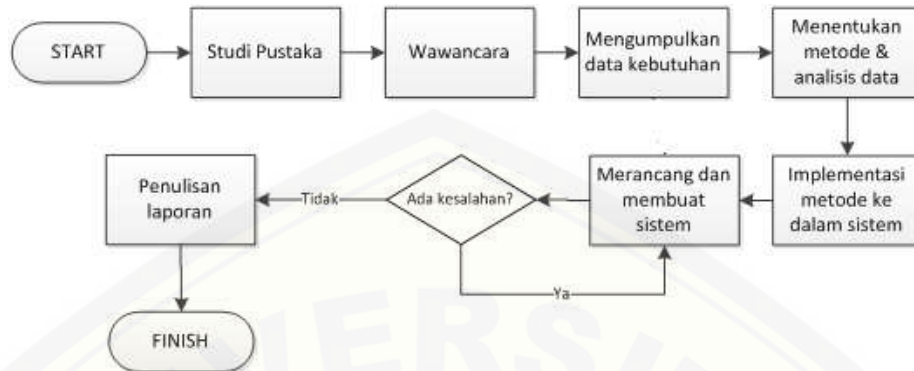 START
Studi Pustaka
Wawancara
Mengumpulkan
data kebutuhan
Menentukan
metode &
analisis data
Implementasi
metode ke
dalam sistem
Merancang dan
membuat
sistem
Ada kesalahan?
Tidak
Ya
Penulisan
laporan
FINISH
VERSI